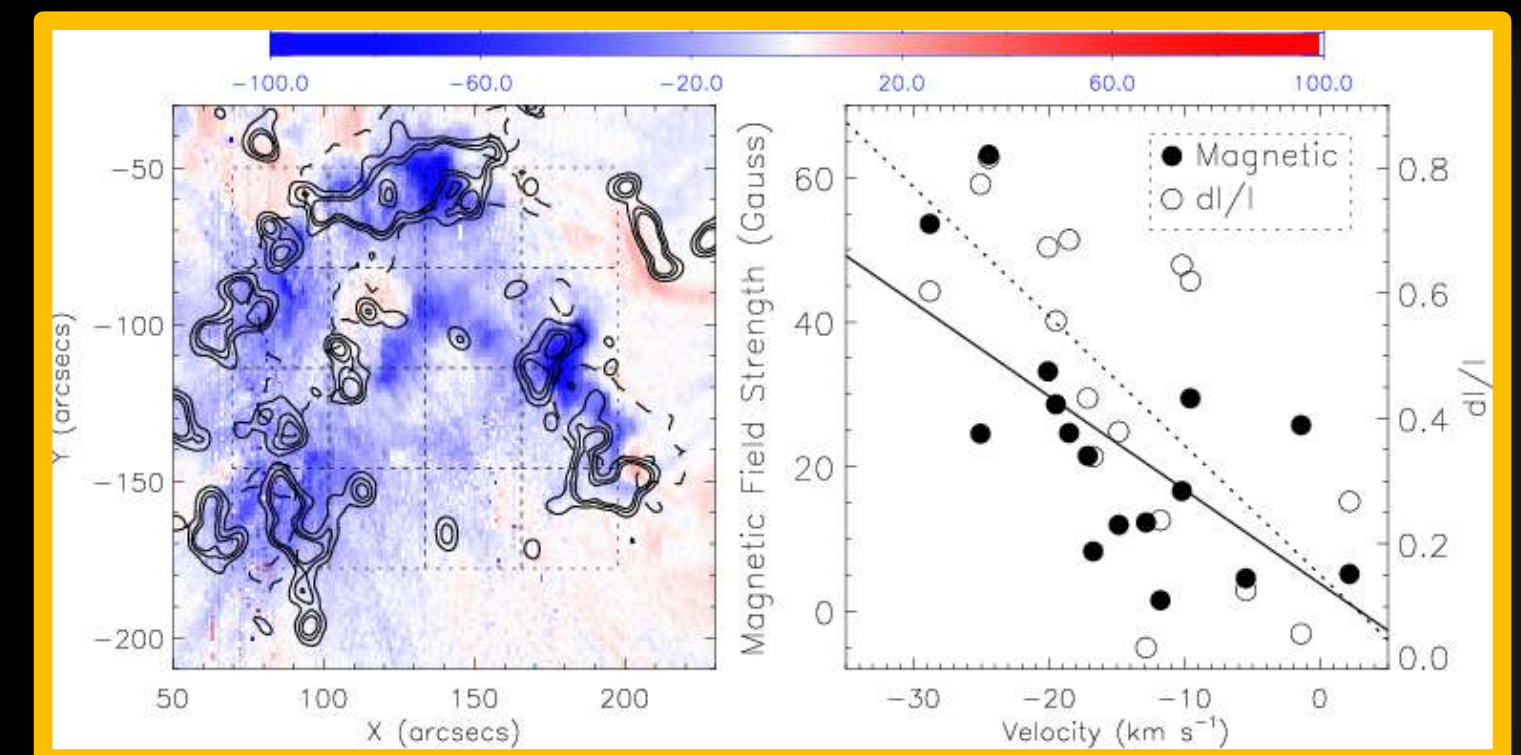 -100.0 -60.0 -20.0 20.0 60.0 100.0
-50
-100
-150
-200
Y (arcsecs)
50 100 150 200
X (arcsecs)
Magnetic Field Strength (Gauss)
60
40
20
0
Magnetic
dI/I
0.8
0.6
0.4
0.2
0.0
dI/I
-30 -20 -10 0
Velocity (km s⁻¹)